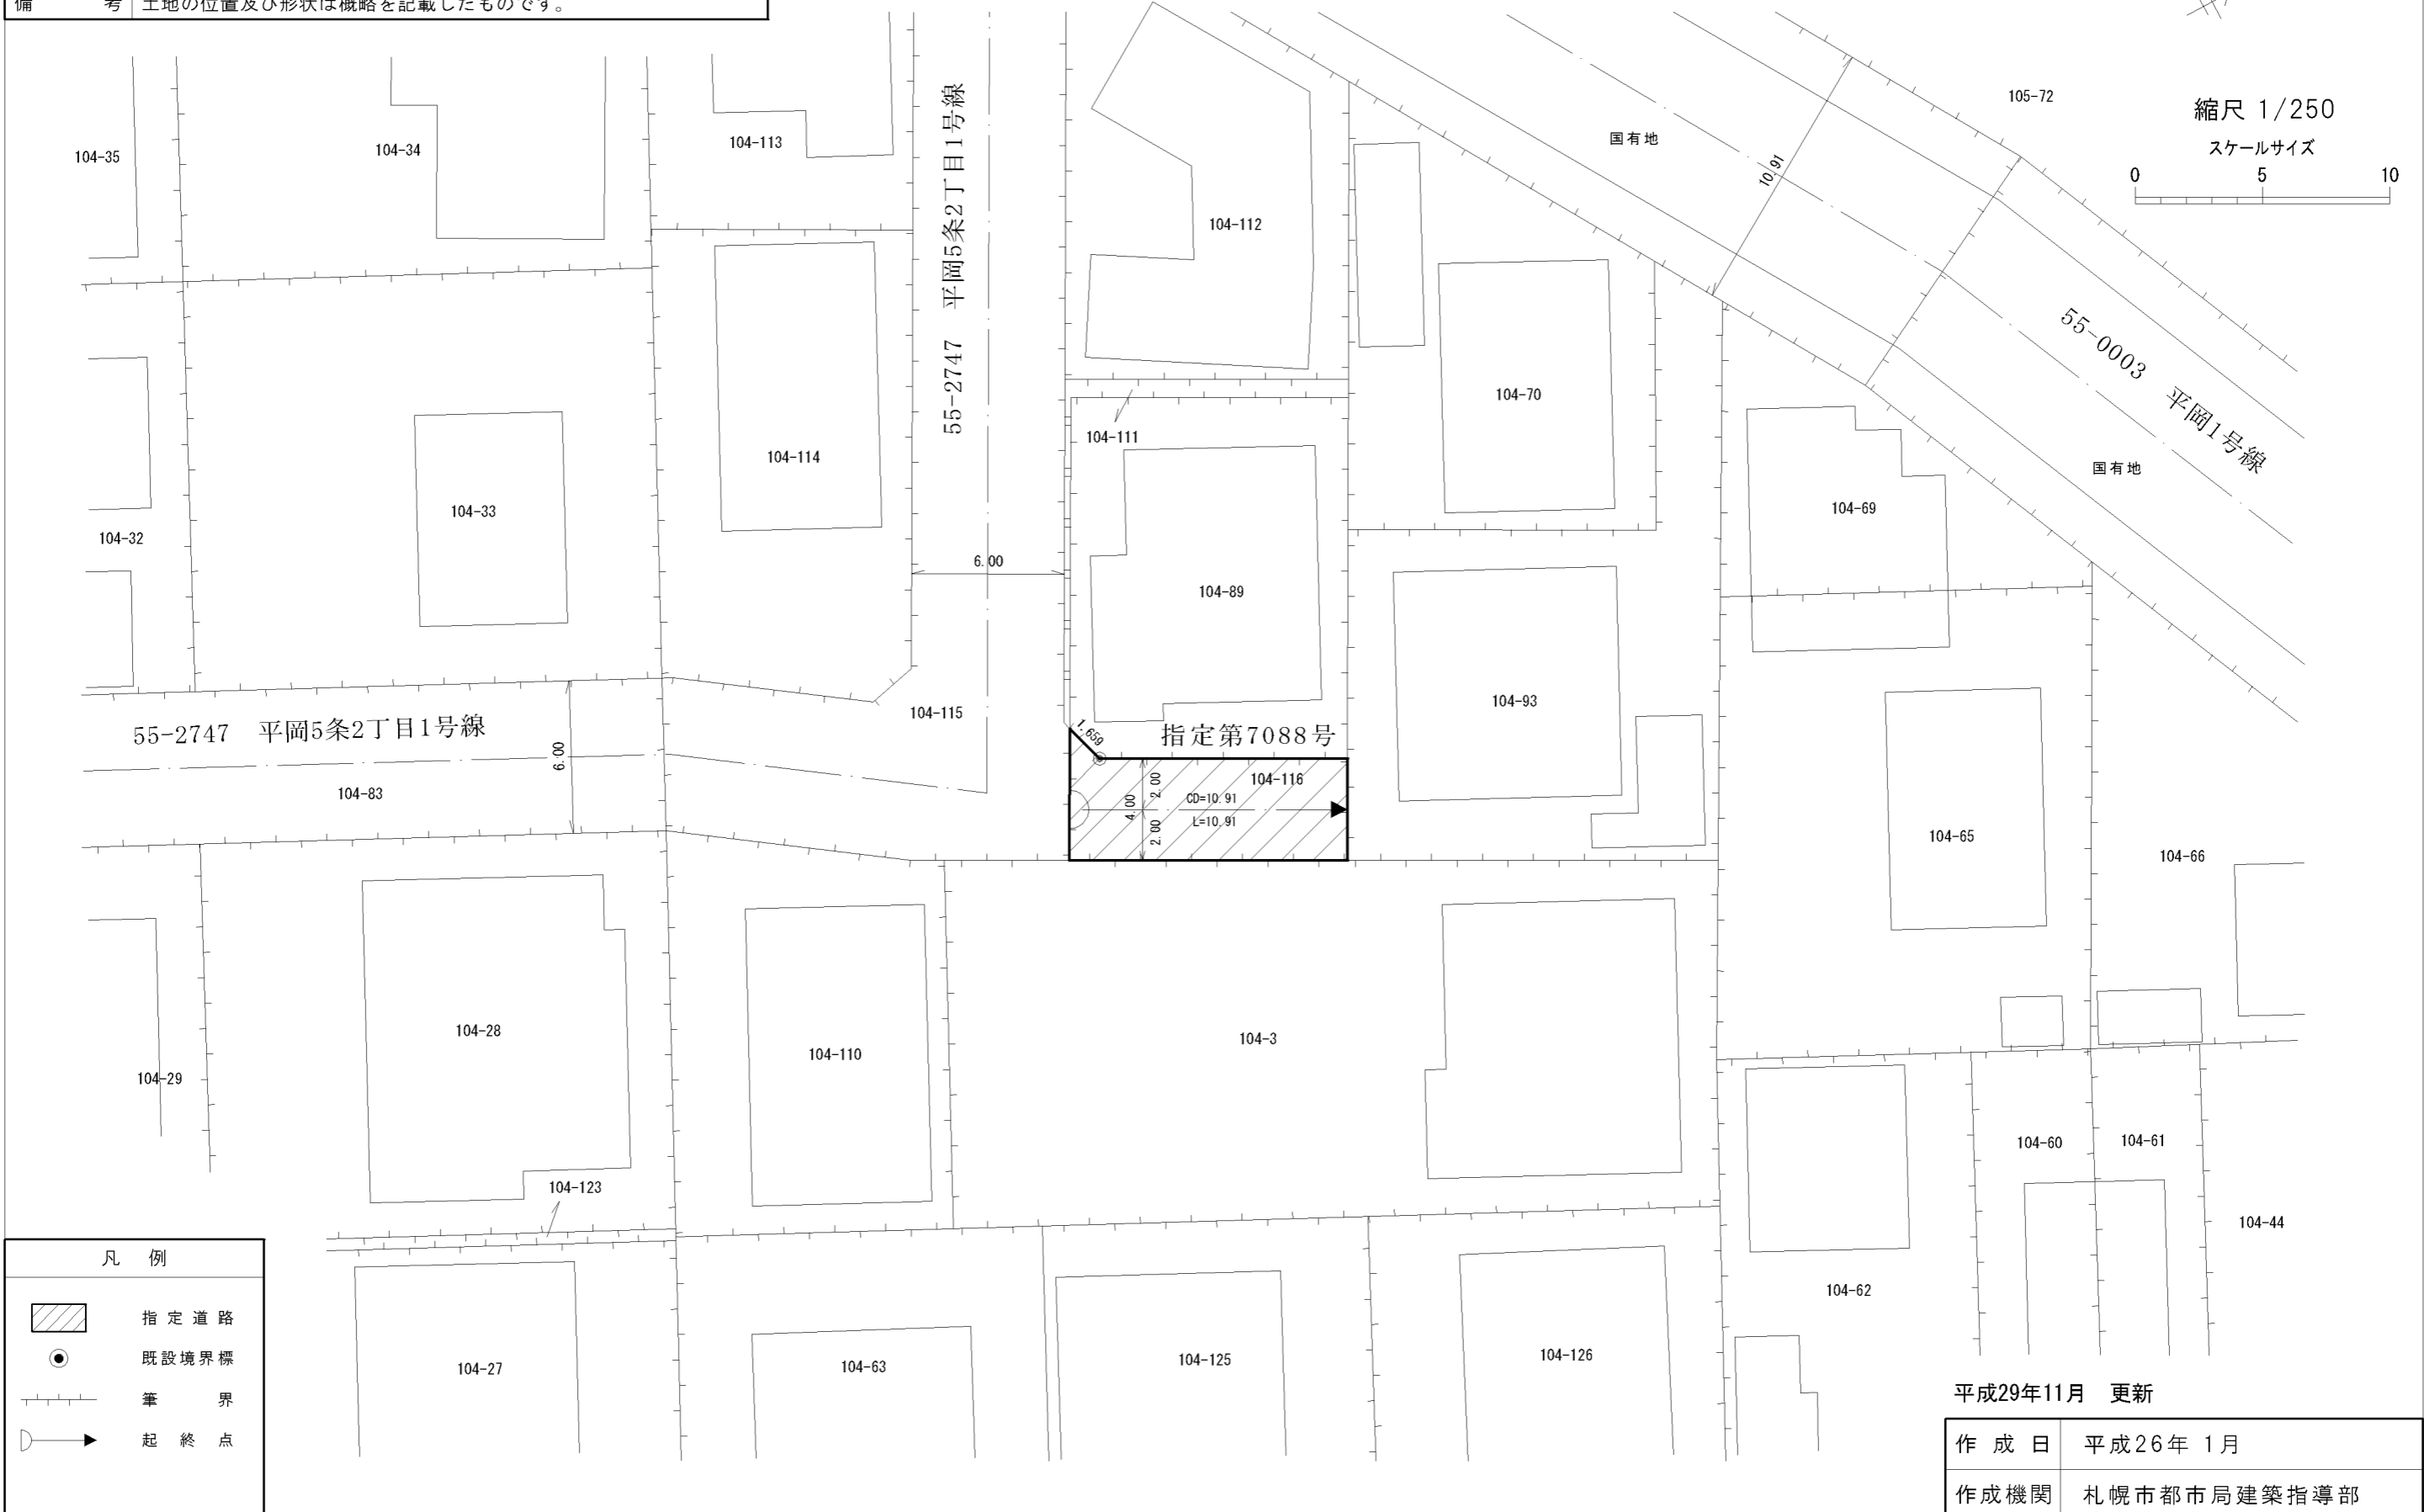 備　考 土地の位置及び形状は概略を記載したものです。
縮尺 1/250
スケールサイズ
0 5 10
105-72
国有地
10.91
55-0003 平岡1号線
国有地
104-35
104-34
104-113
55-2747 平岡5条2丁目1号線
104-112
104-70
104-111
104-114
104-33
104-32
104-69
6.00
104-89
104-93
104-115
55-2747 平岡5条2丁目1号線
6.00
104-83
1.659
指定第7088号
104-116
4.00
2.00
2.00
CD=10.91
L=10.91
104-65
104-66
104-28
104-110
104-3
104-29
104-60
104-61
104-123
104-44
104-62
104-27
104-63
104-125
104-126
凡 例
指定道路
既設境界標
筆界
起終点
平成29年11月 更新
作成日 平成26年 1月
作成機関 札幌市都市局建築指導部